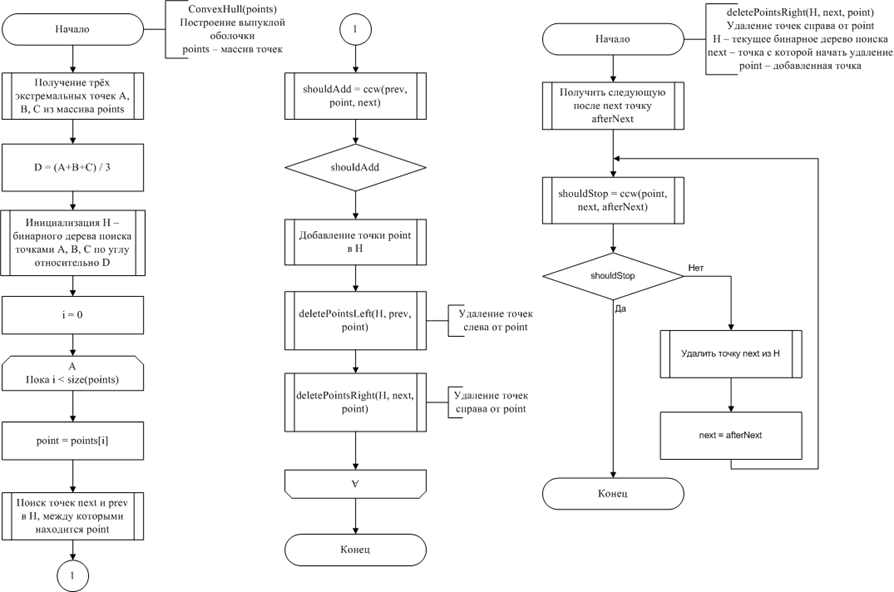 Начало
ConvexHull(points)
Построение выпуклой
оболочки
points – массив точек
Получение трёх
экстремальных точек A,
B, C из массива points
D = (A+B+C) / 3
Инициализация H –
бинарного дерева поиска
точками A, B, C по углу
относительно D
i = 0
A
Пока i < size(points)
point = points[i]
Поиск точек next и prev
в H, между которыми
находится point
1
1
shouldAdd = ccw(prev,
point, next)
shouldAdd
Добавление точки point
в H
deletePointsLeft(H, prev,
point)
Удаление точек
слева от point
deletePointsRight(H, next,
point)
Удаление точек
справа от point
A
Конец
Начало
deletePointsRight(H, next, point)
Удаление точек справа от point
H – текущее бинарное дерево поиска
next – точка с которой начать удаление
point – добавленная точка
Получить следующую
после next точку
afterNext
shouldStop = ccw(point,
next, afterNext)
shouldStop
Нет
Да
Удалить точку next из H
next = afterNext
Конец